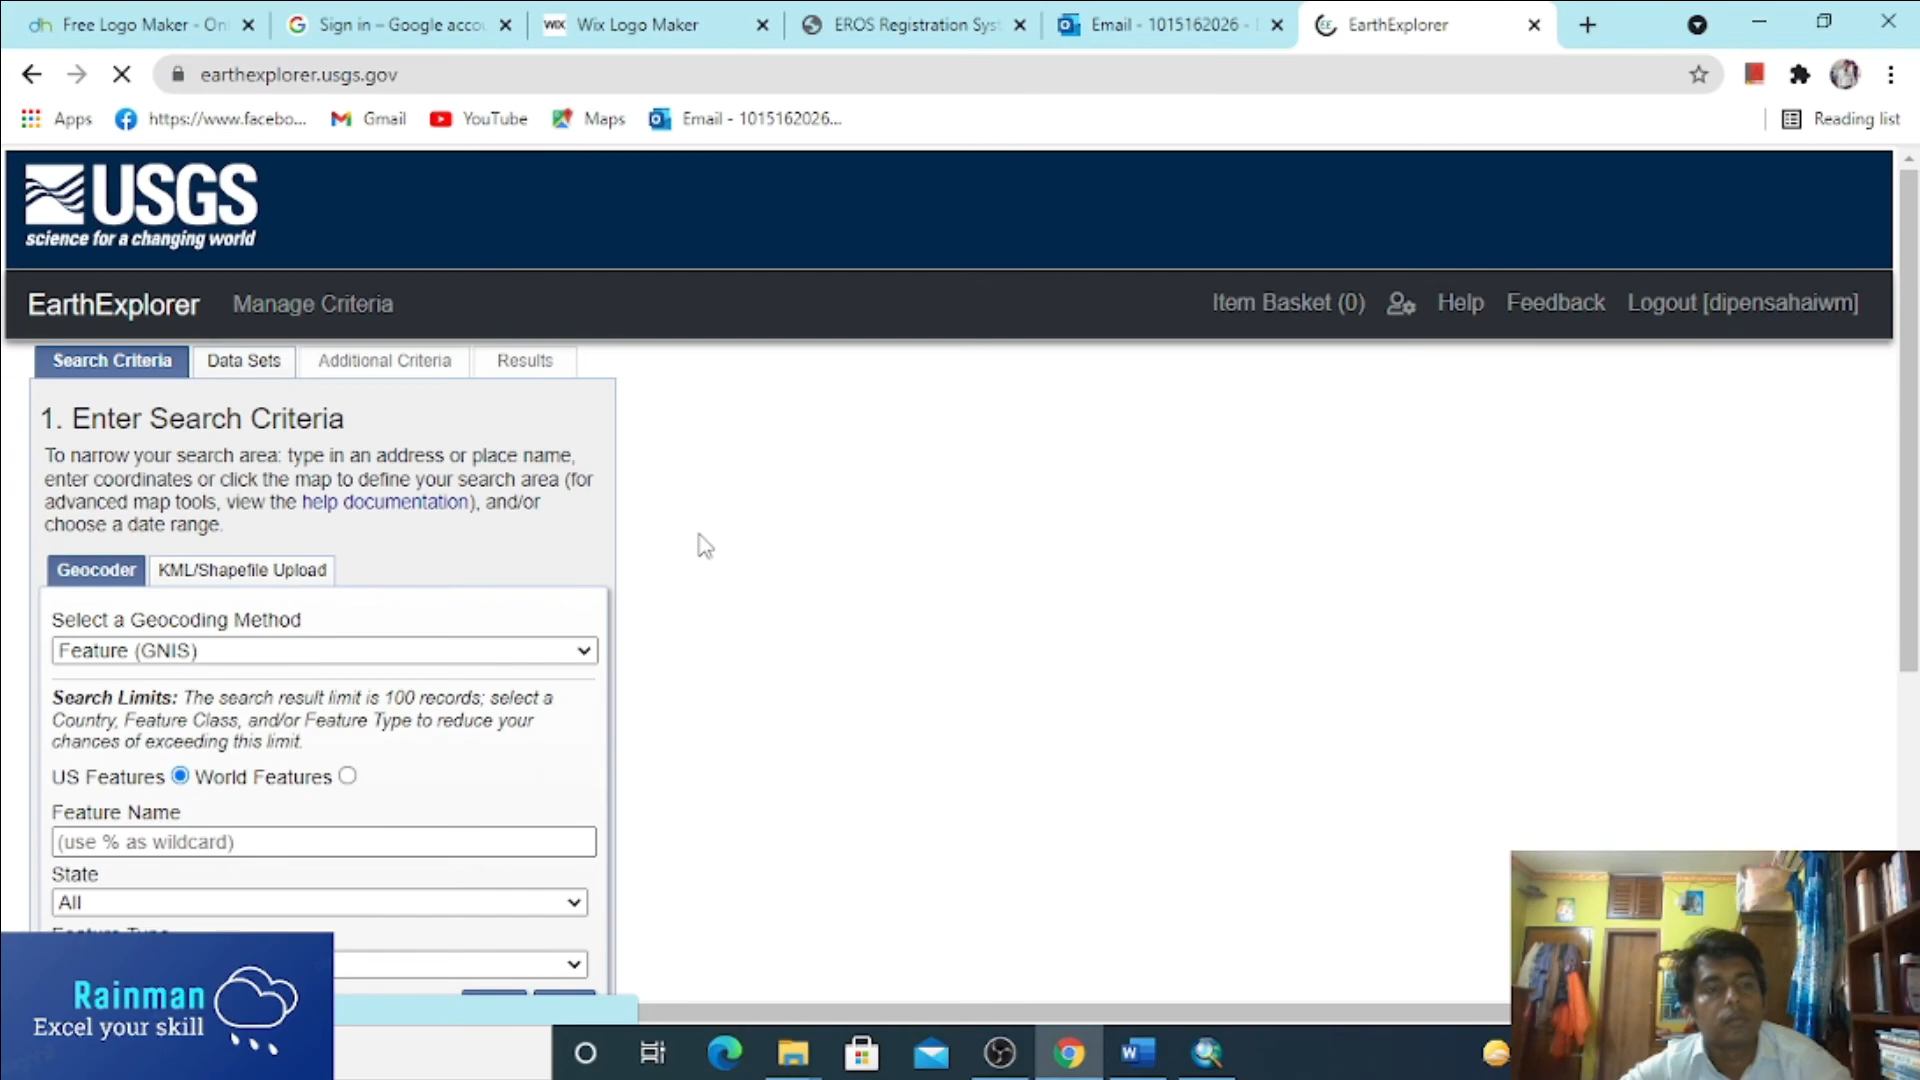 dh Free Logo Maker - Onl
Sign in – Google accou
WIX Wix Logo Maker
EROS Registration Syst
Email - 1015162026 -
EarthExplorer
earthexplorer.usgs.gov
Apps
https://www.facebo...
Gmail
YouTube
Maps
Email - 1015162026...
Reading list
USGS
science for a changing world
EarthExplorer
Manage Criteria
Item Basket (0)
Help
Feedback
Logout [dipensahaiwm]
Search Criteria
Data Sets
Additional Criteria
Results
1. Enter Search Criteria
To narrow your search area: type in an address or place name,
enter coordinates or click the map to define your search area (for
advanced map tools, view the help documentation), and/or
choose a date range.
Geocoder
KML/Shapefile Upload
Select a Geocoding Method
Feature (GNIS)
Search Limits: The search result limit is 100 records; select a
Country, Feature Class, and/or Feature Type to reduce your
chances of exceeding this limit.
US Features World Features
Feature Name
(use % as wildcard)
State
All
Feature Type
Rainman
Excel your skill